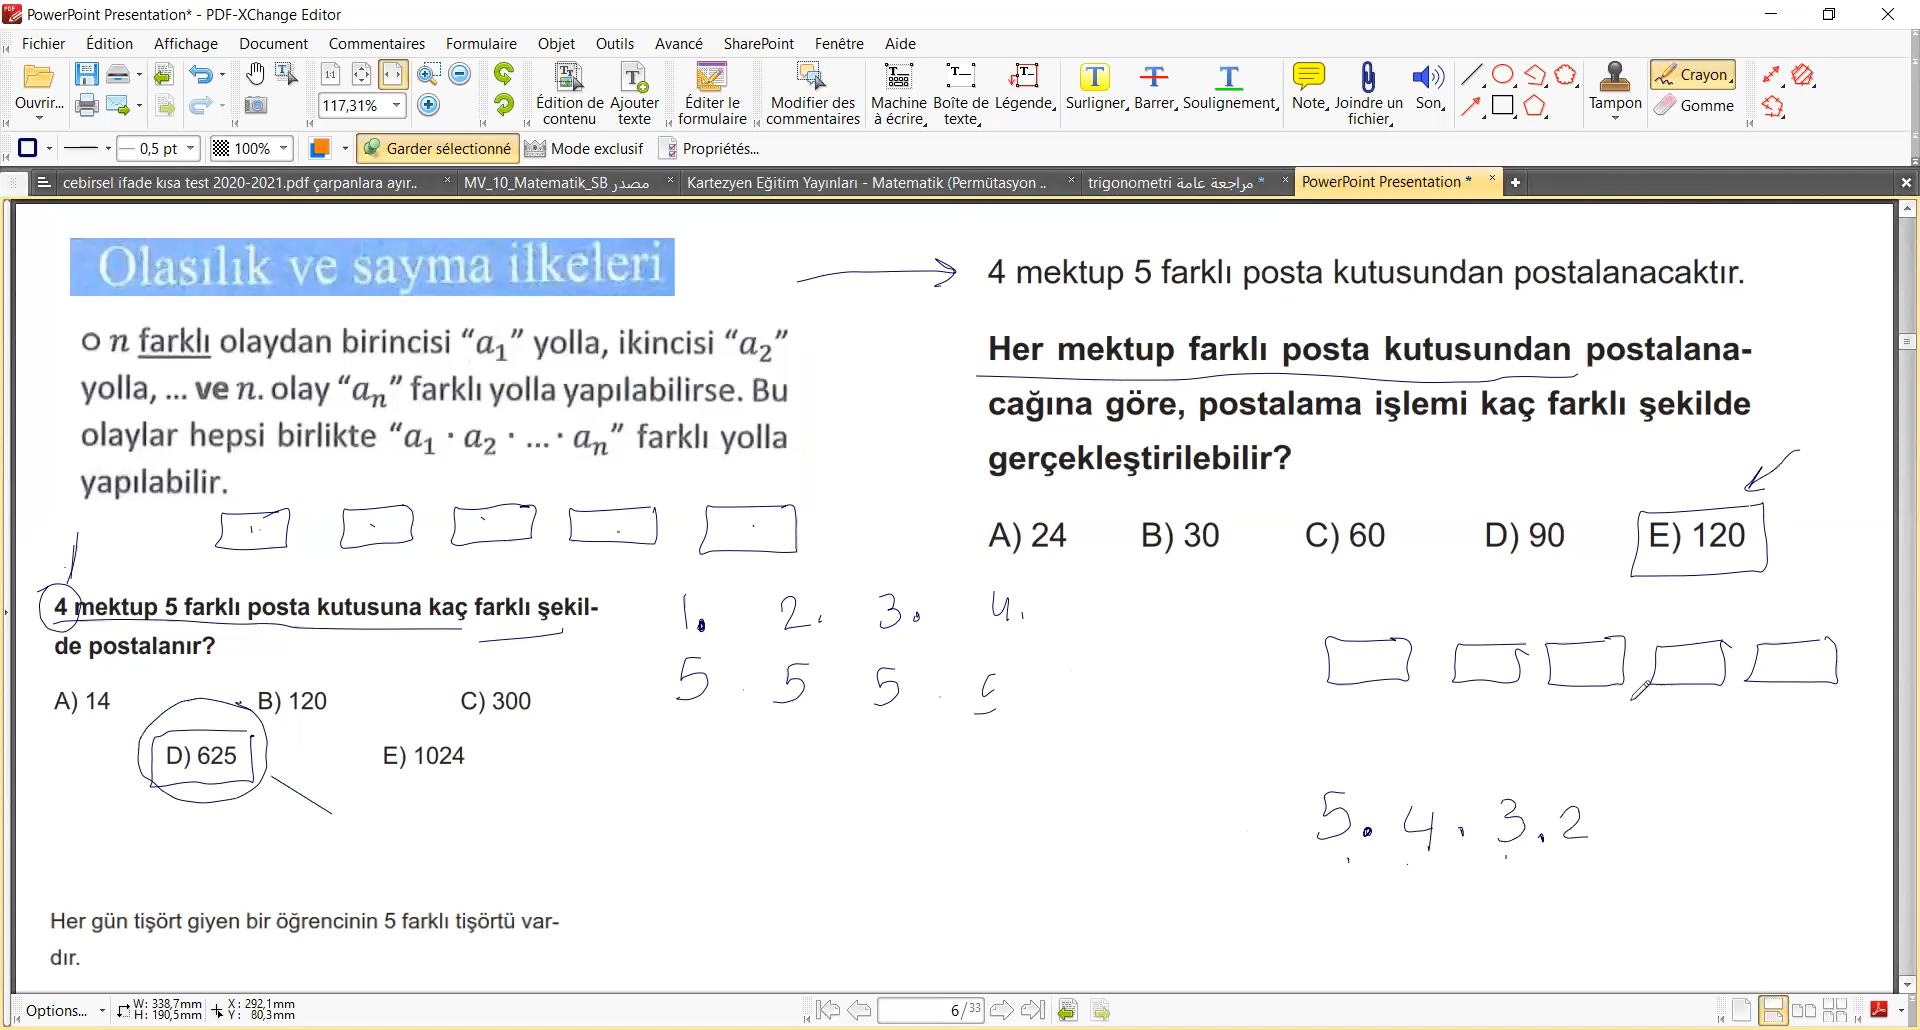 PowerPoint Presentation* - PDF-XChange Editor
Fichier Édition Affichage Document Commentaires Formulaire Objet Outils Avancé SharePoint Fenêtre Aide
Ouvrir...
117,31%
Édition de contenu
Ajouter texte
Éditer le formulaire
Modifier des commentaires
Machine à écrire
Boîte de texte
Légende
Surligner
Barrer
Soulignement
Note
Joindre un fichier
Son
Tampon
Crayon
Gomme
0,5 pt
100%
Garder sélectionné
Mode exclusif
Propriétés...
cebirsel ifade kısa test 2020-2021.pdf çarpanlara ayır..
MV_10_Matematik_SB مصدر
Kartezyen Eğitim Yayınları - Matematik (Permütasyon ..
trigonometri مراجعة عامة *
PowerPoint Presentation *
Olasılık ve sayma ilkeleri
n farklı olaydan birincisi “a₁” yolla, ikincisi “a₂”
yolla, ... ve n. olay “aₙ” farklı yolla yapılabilirse. Bu
olaylar hepsi birlikte “a₁ · a₂ · ... · aₙ” farklı yolla
yapılabilir.
4 mektup 5 farklı posta kutusuna kaç farklı şekil-
de postalanır?
A) 14 B) 120 C) 300
D) 625 E) 1024
1. 2. 3. 4.
5 . 5 5 . 5
Her gün tişört giyen bir öğrencinin 5 farklı tişörtü var-
dır.
4 mektup 5 farklı posta kutusundan postalanacaktır.
Her mektup farklı posta kutusundan postalana-
cağına göre, postalama işlemi kaç farklı şekilde
gerçekleştirilebilir?
A) 24 B) 30 C) 60 D) 90 E) 120
5 . 4 . 3 . 2
Options...
W: 338,7mm
H: 190,5mm
X: 292,1mm
Y: 80,3mm
6/33